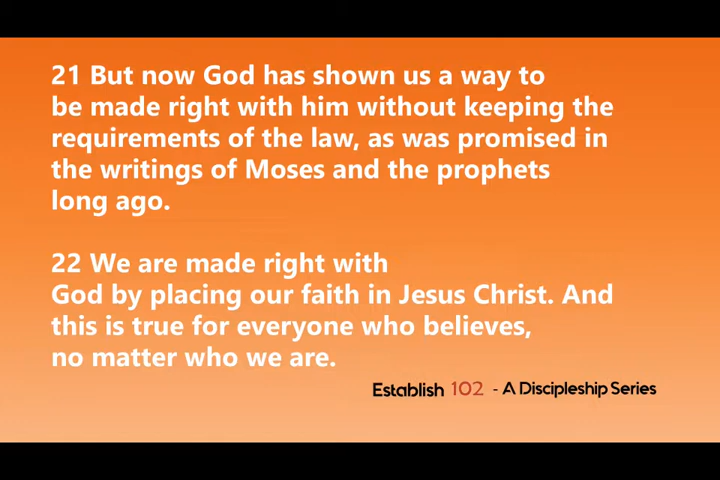 21 But now God has shown us a way to
be made right with him without keeping the
requirements of the law, as was promised in
the writings of Moses and the prophets
long ago.
22 We are made right with
God by placing our faith in Jesus Christ. And
this is true for everyone who believes,
no matter who we are.
Establish 102 - A Discipleship Series